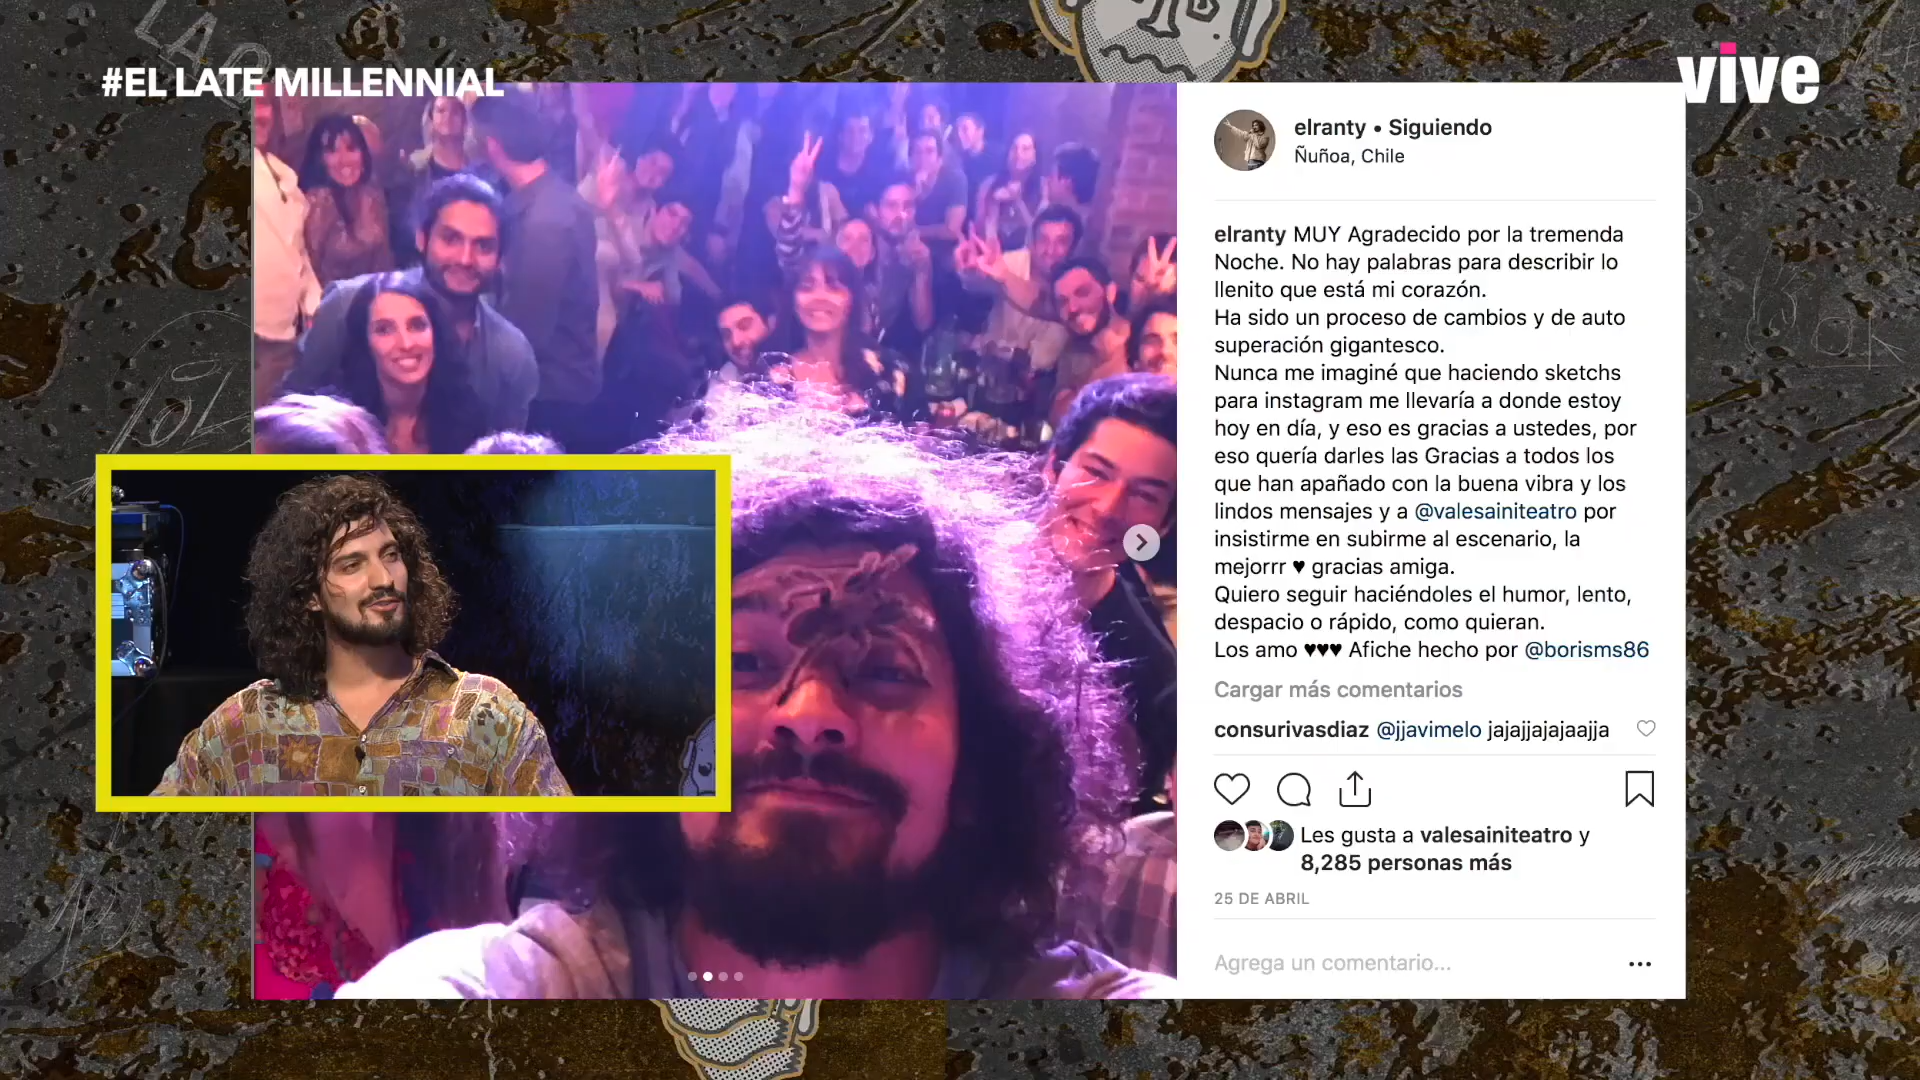 #EL LATE MILLENNIAL
vive
elranty • Siguiendo
Ñuñoa, Chile
elranty MUY Agradecido por la tremenda
Noche. No hay palabras para describir lo
llenito que está mi corazón.
Ha sido un proceso de cambios y de auto
superación gigantesco.
Nunca me imaginé que haciendo sketchs
para instagram me llevaría a donde estoy
hoy en día, y eso es gracias a ustedes, por
eso quería darles las Gracias a todos los
que han apañado con la buena vibra y los
lindos mensajes y a @valesainiteatro por
insistirme en subirme al escenario, la
mejorrr ♥ gracias amiga.
Quiero seguir haciéndoles el humor, lento,
despacio o rápido, como quieran.
Los amo ♥♥♥ Afiche hecho por @borisms86
Cargar más comentarios
consurivasdiaz @jjavimelo jajajjajajaajja
Les gusta a valesainiteatro y
8,285 personas más
25 DE ABRIL
Agrega un comentario...